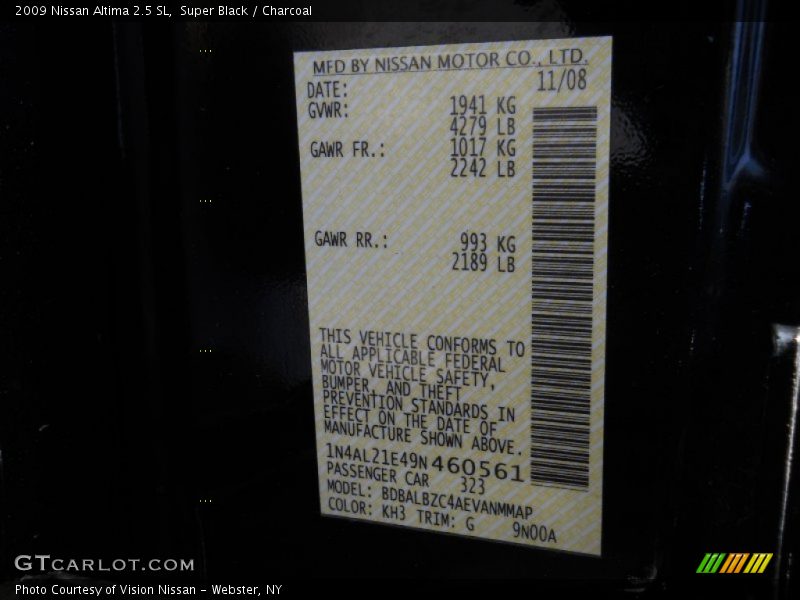 2009 Nissan Altima 2.5 SL,  Super Black / Charcoal
MFD BY NISSAN MOTOR CO., LTD.
DATE: 11/08
GVWR: 1941 KG
4279 LB
GAWR FR.: 1017 KG
2242 LB
GAWR RR.: 993 KG
2189 LB
THIS VEHICLE CONFORMS TO
ALL APPLICABLE FEDERAL
MOTOR VEHICLE SAFETY,
BUMPER, AND THEFT
PREVENTION STANDARDS IN
EFFECT ON THE DATE OF
MANUFACTURE SHOWN ABOVE.
1N4AL21E49N460561
PASSENGER CAR 323
MODEL: BDBALBZC4AEVANMMAP
COLOR: KH3 TRIM: G 9N00A
GTCARLOT.COM
Photo Courtesy of Vision Nissan - Webster, NY